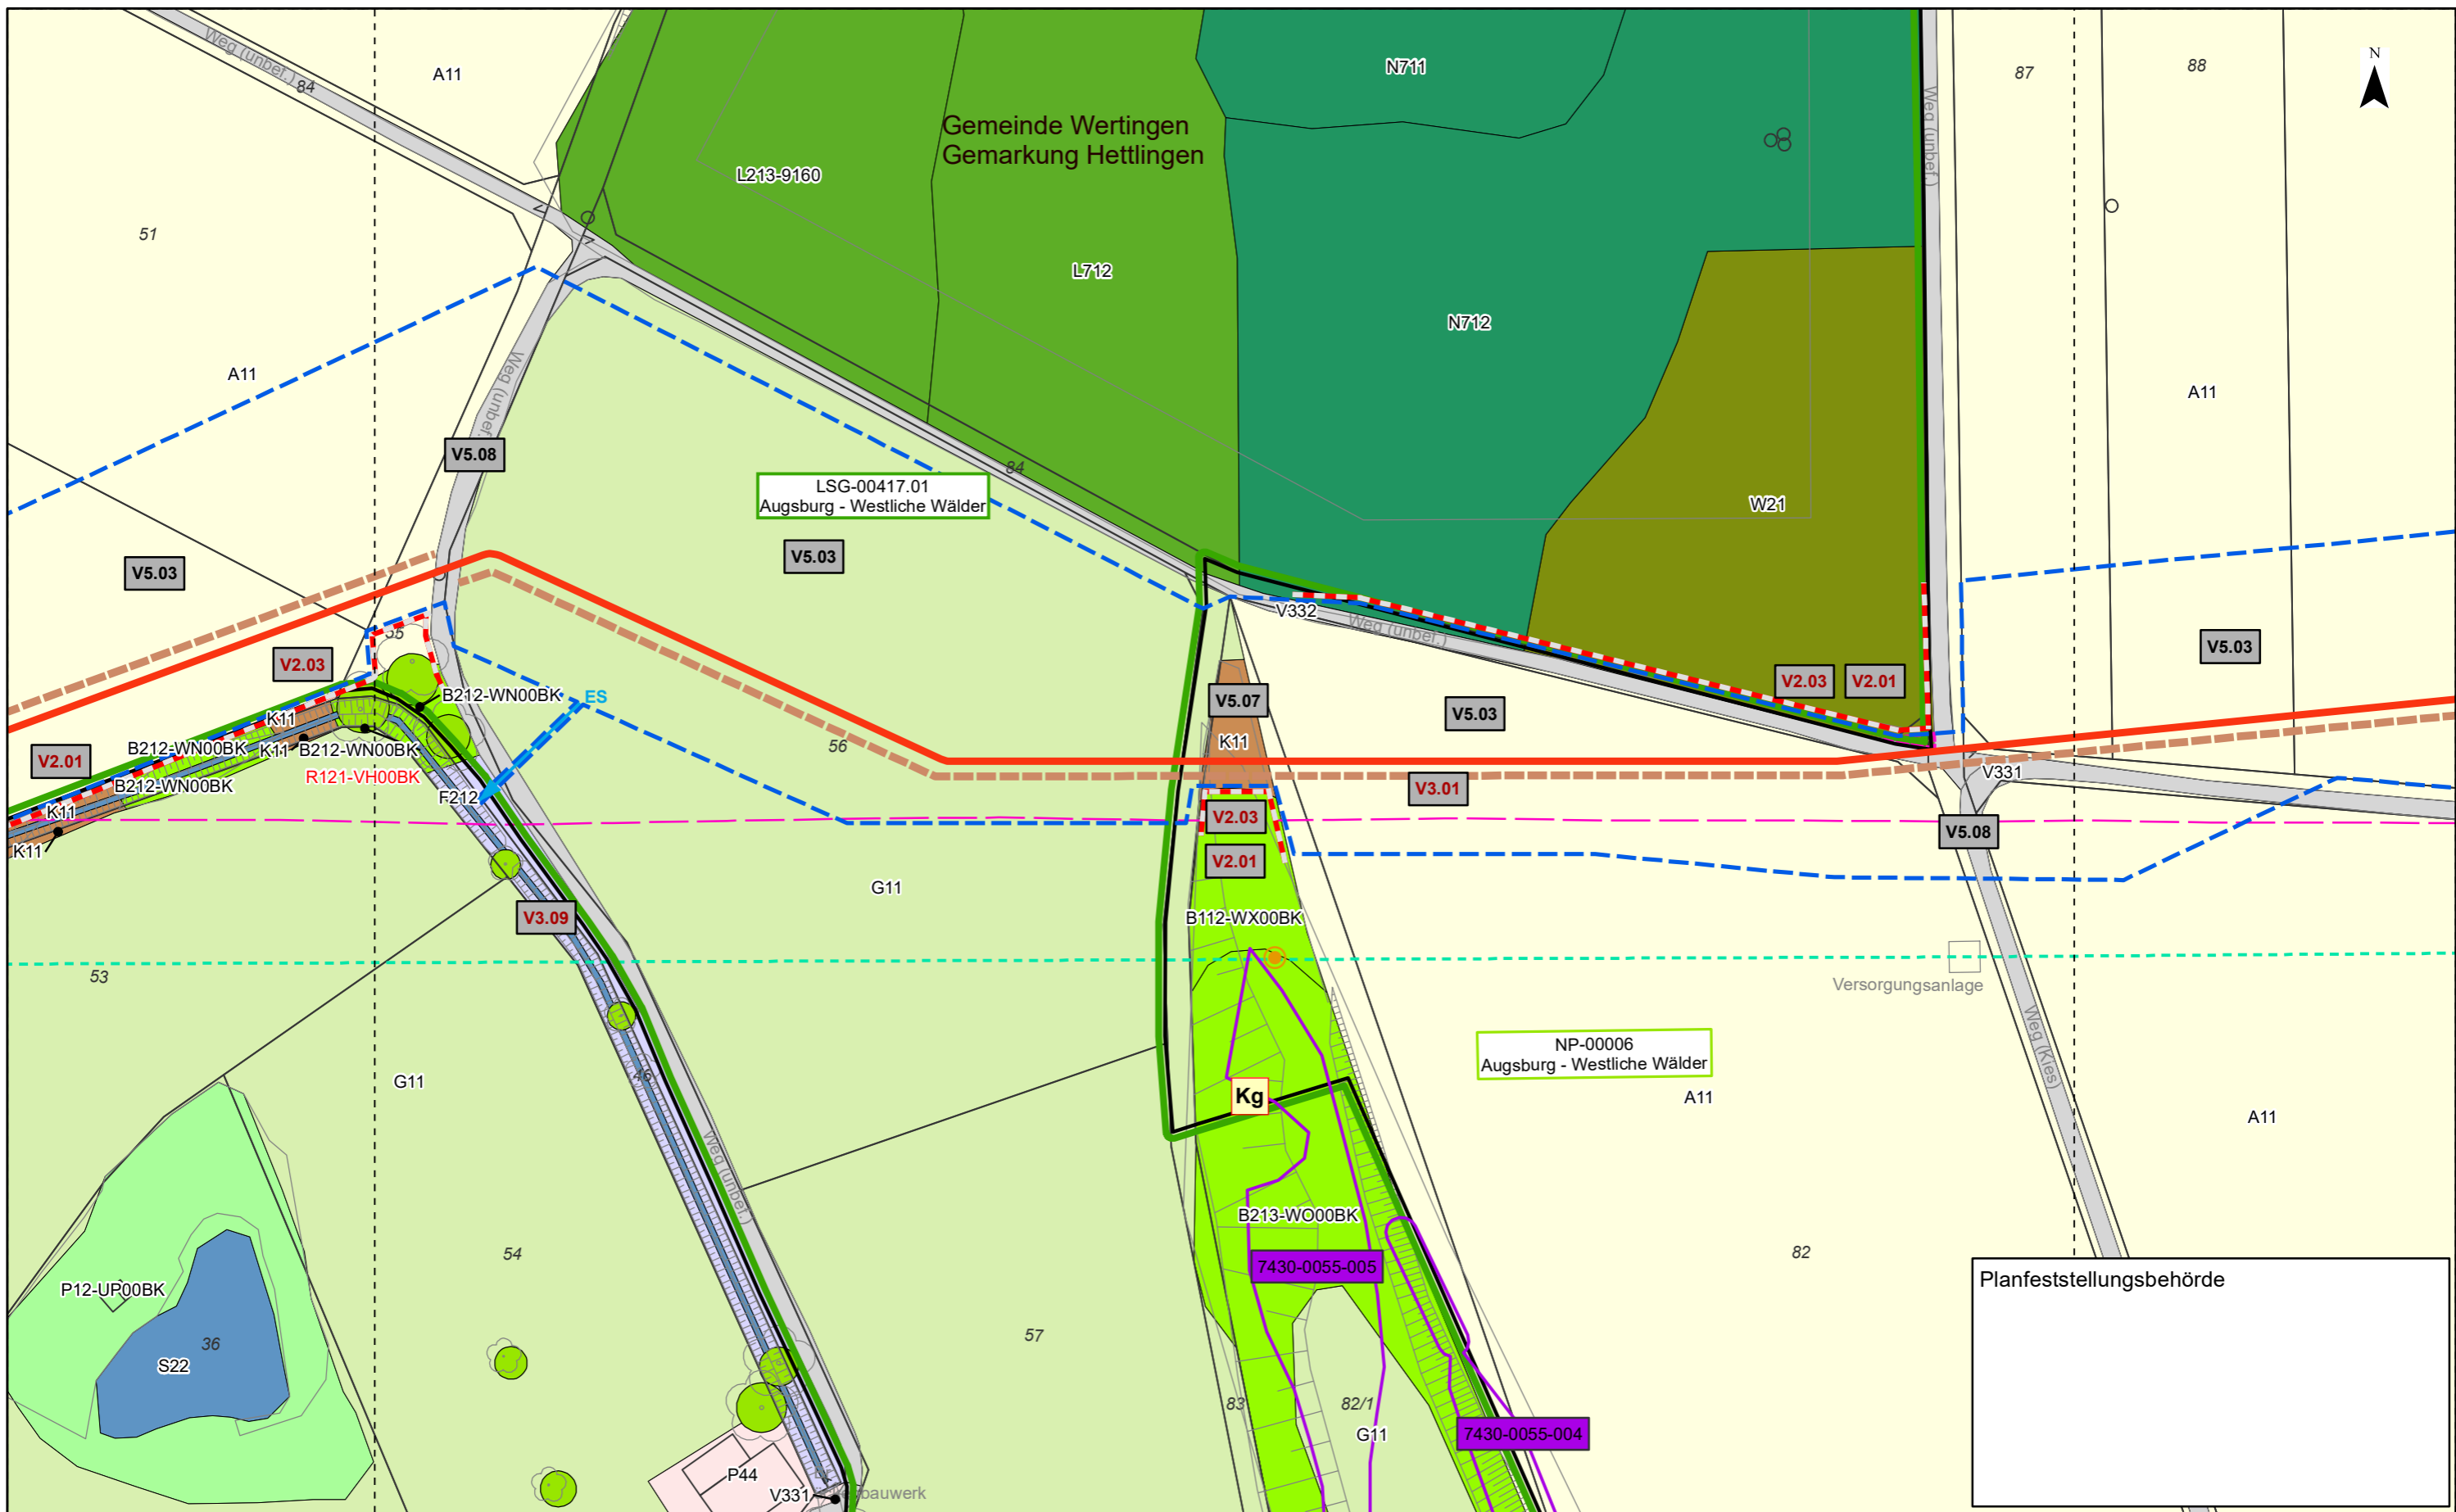 Weg (unbef.)
84
A11
N711
87
88
N
Weg (unbef.)
Gemeinde Wertingen
Gemarkung Hettlingen
L213-9160
51
L712
N712
A11
A11
Weg (unbef.)
V5.08
84
LSG-00417.01
Augsburg - Westliche Wälder
W21
V5.03
V5.03
V332
Weg (unbef.)
55
V2.03
V5.03
V2.03
V2.01
B212-WN00BK
ES
V5.07
V5.03
K11
B212-WN00BK
K11
B212-WN00BK
56
K11
V2.01
R121-VH00BK
V331
B212-WN00BK
F212
V3.01
K11
V2.03
V5.08
K11
V2.01
G11
V3.09
B112-WX00BK
53
Versorgungsanlage
NP-00006
Augsburg - Westliche Wälder
Weg (Kies)
G11
46
Kg
A11
A11
Weg (unbef.)
B213-WO00BK
54
82
7430-0055-005
Planfeststellungsbehörde
P12-UP00BK
36
57
S22
83
82/1
G11
7430-0055-004
P44
V331
bauwerk